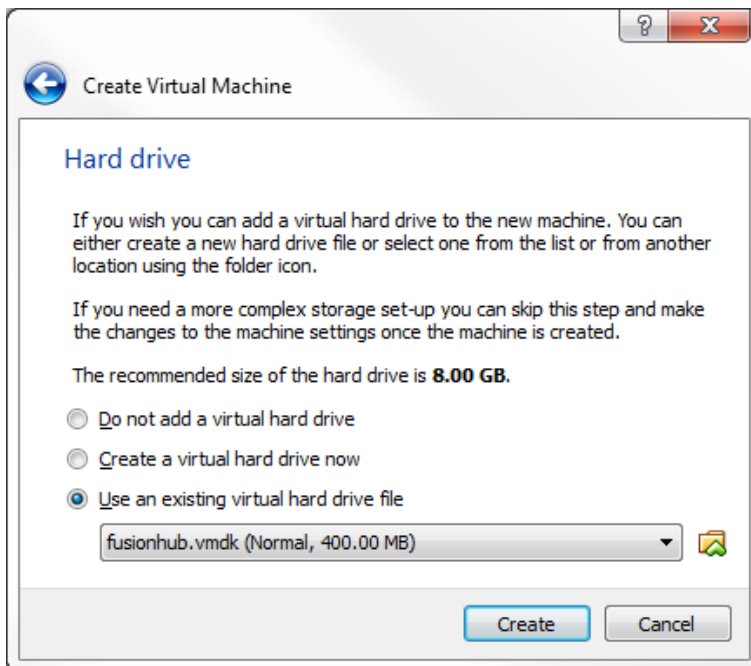 ?
X
Create Virtual Machine
Hard drive
If you wish you can add a virtual hard drive to the new machine. You can
either create a new hard drive file or select one from the list or from another
location using the folder icon.
If you need a more complex storage set-up you can skip this step and make
the changes to the machine settings once the machine is created.
The recommended size of the hard drive is 8.00 GB.
Do not add a virtual hard drive
Create a virtual hard drive now
Use an existing virtual hard drive file
fusionhub.vmdk (Normal, 400.00 MB)
Create Cancel